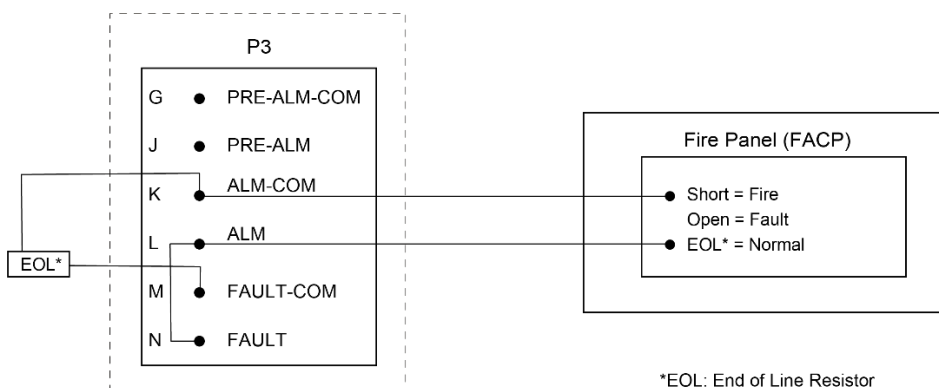 P3
G PRE-ALM-COM
J PRE-ALM
K ALM-COM
L ALM
M FAULT-COM
N FAULT
EOL*
Fire Panel (FACP)
Short = Fire
Open = Fault
EOL* = Normal
*EOL: End of Line Resistor